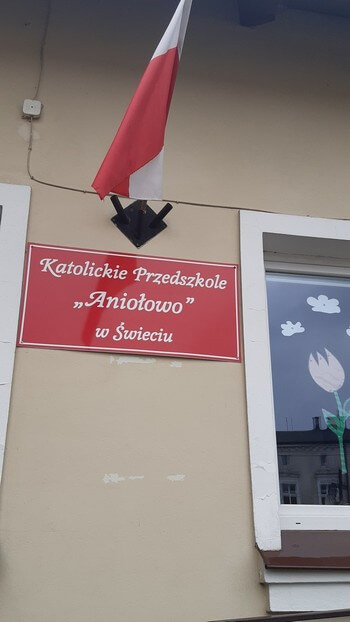 Katolickie Przedszkole
„Aniołowo”
w Świeciu